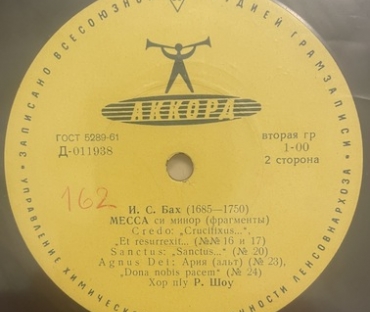 ЗАПИСАНО ВСЕСОЮЗНОЙ СТУДИЕЙ ГРАМЗАПИСИ
АККОРД
ГОСТ 5289-61
Д-011938
вторая гр
1-00
2 сторона
162
И. С. Бах (1685—1750)
МЕССА си минор (фрагменты)
Credo: „Crucifixus...",
„Et resurrexit... (№№ 16 и 17)
Sanctus: „Sanctus..." (№ 20)
Agnus Dei: Ария (альт) (№ 23),
„Dona nobis pacem" (№ 24)
Хор п/у Р. Шоу
УПРАВЛЕНИЕ ХИМИЧЕСКОЙ ПРОМЫШЛЕННОСТИ ЛЕНСОВНАРХОЗА